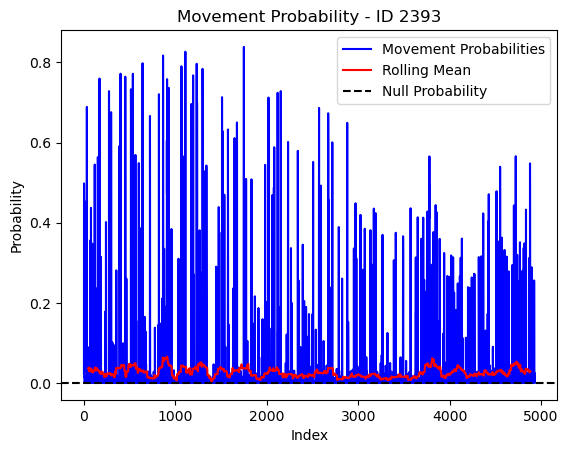 Movement Probability - ID 2393
Movement Probabilities
Rolling Mean
Null Probability
0.8
0.6
0.4
0.2
0.0
Probability
0
1000
2000
3000
4000
5000
Index